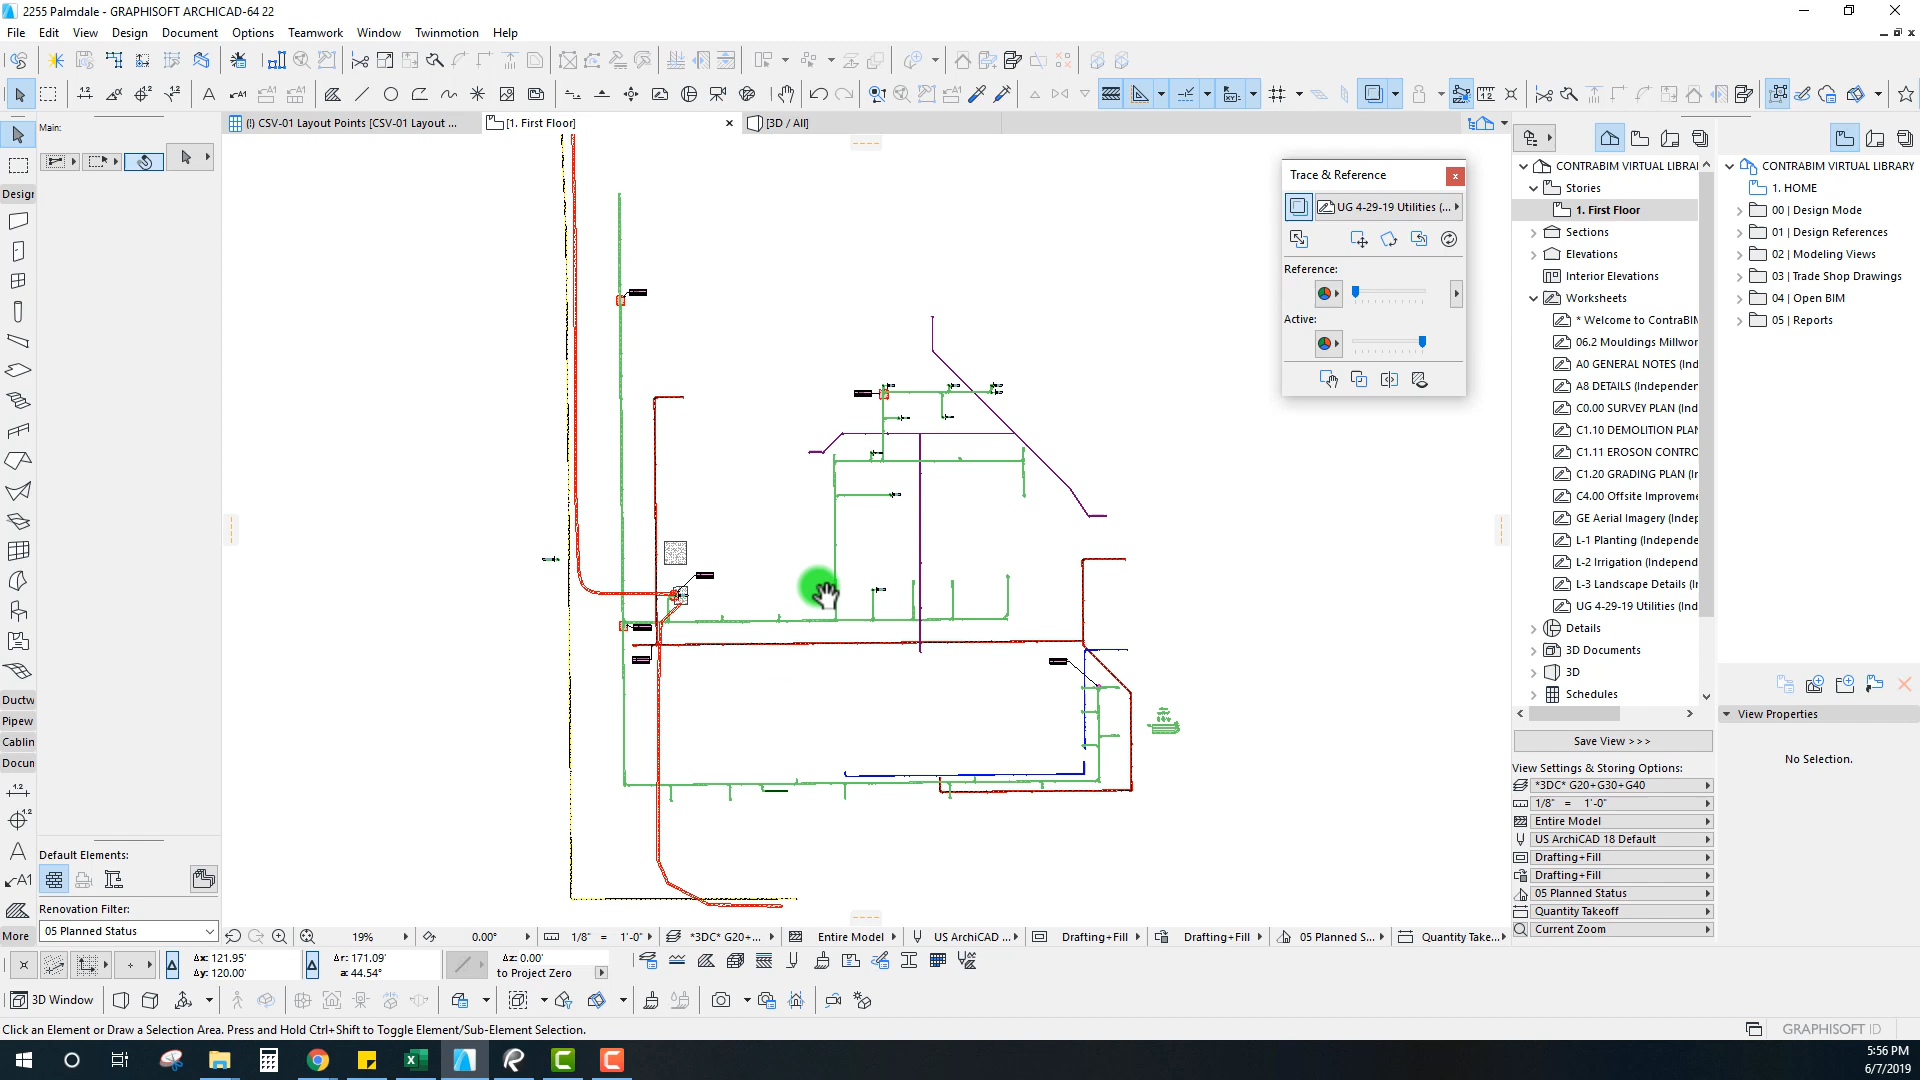 2255 Palmdale - GRAPHISOFT ARCHICAD-64 22
File Edit View Design Document Options Teamwork Window Twinmotion Help
(!) CSV-01 Layout Points [CSV-01 Layout ...
[1. First Floor]
[3D / All]
Main:
Design
Ductw
Pipew
Cablin
Docun
More
Default Elements:
Renovation Filter:
05 Planned Status
Trace & Reference
UG 4-29-19 Utilities (...
Reference:
Active:
CONTRABIM VIRTUAL LIBRA
Stories
1. First Floor
Sections
Elevations
Interior Elevations
Worksheets
* Welcome to ContraBIM
06.2 Mouldings Millwor
A0 GENERAL NOTES (Ind
A8 DETAILS (Independen
C0.00 SURVEY PLAN (Ind
C1.10 DEMOLITION PLAN
C1.11 EROSON CONTRO
C1.20 GRADING PLAN (In
C4.00 Offsite Improveme
GE Aerial Imagery (Indep
L-1 Planting (Independe
L-2 Irrigation (Independe
L-3 Landscape Details (I
UG 4-29-19 Utilities (Ind
Details
3D Documents
3D
Schedules
Save View >>>
View Settings & Storing Options:
*3DC* G20+G30+G40
1/8" = 1'-0"
Entire Model
US ArchiCAD 18 Default
Drafting+Fill
Drafting+Fill
05 Planned Status
Quantity Takeoff
Current Zoom
CONTRABIM VIRTUAL LIBRARY
1. HOME
00 | Design Mode
01 | Design References
02 | Modeling Views
03 | Trade Shop Drawings
04 | Open BIM
05 | Reports
View Properties
No Selection.
19% 0.00° 1/8" = 1'-0" *3DC* G20+... Entire Model US ArchiCAD ... Drafting+Fill Drafting+Fill 05 Planned S... Quantity Take...
Δx: 121.95'
Δy: 120.00'
Δr: 171.09'
a: 44.54°
Δz: 0.00'
to Project Zero
3D Window
Click an Element or Draw a Selection Area. Press and Hold Ctrl+Shift to Toggle Element/Sub-Element Selection.
GRAPHISOFT ID
5:56 PM
6/7/2019